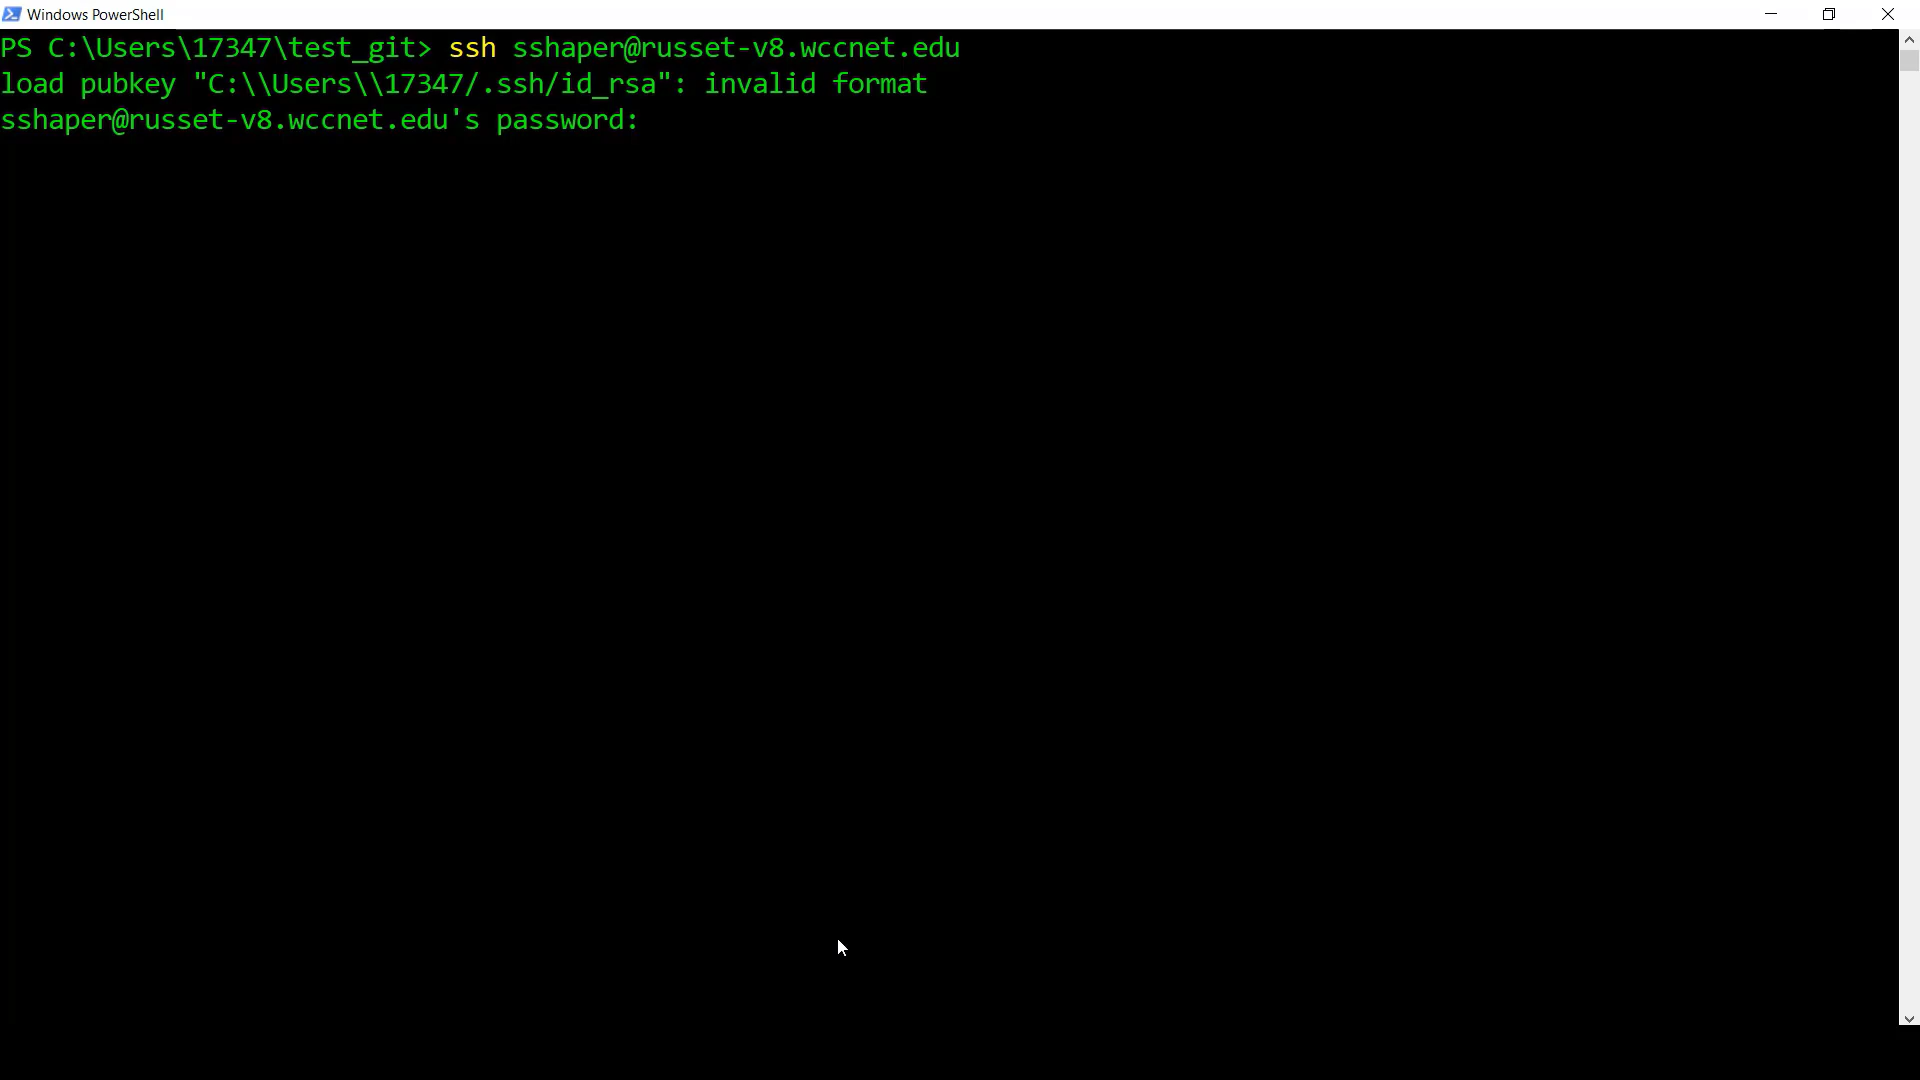 Windows PowerShell
PS C:\Users\17347\test_git> ssh sshaper@russet-v8.wccnet.edu
load pubkey "C:\\Users\\17347/.ssh/id_rsa": invalid format
sshaper@russet-v8.wccnet.edu's password: